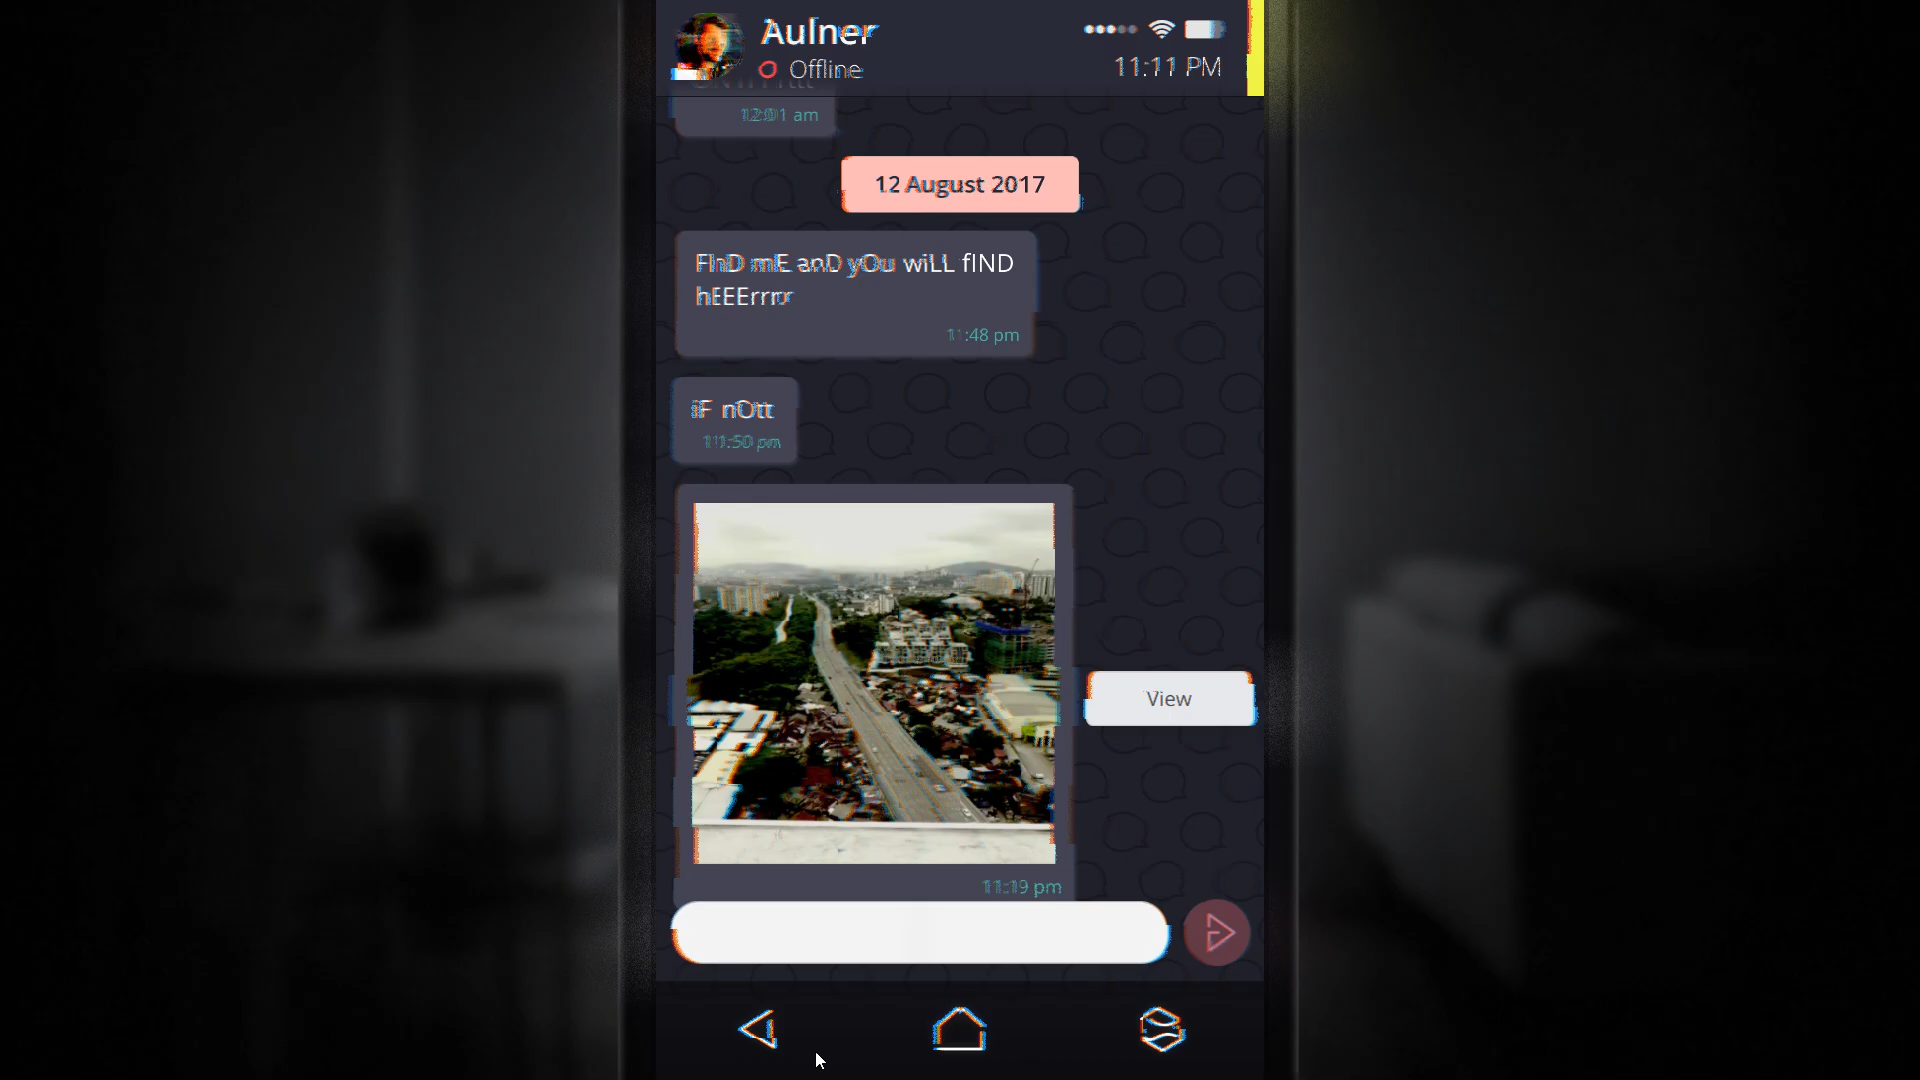 Aulner
Offline
11:11 PM
12:01 am
12 August 2017
FInD mE anD yOu wiLL fIND
hEEErrrr
11:48 pm
iF nOtt
11:50 pm
View
11:19 pm